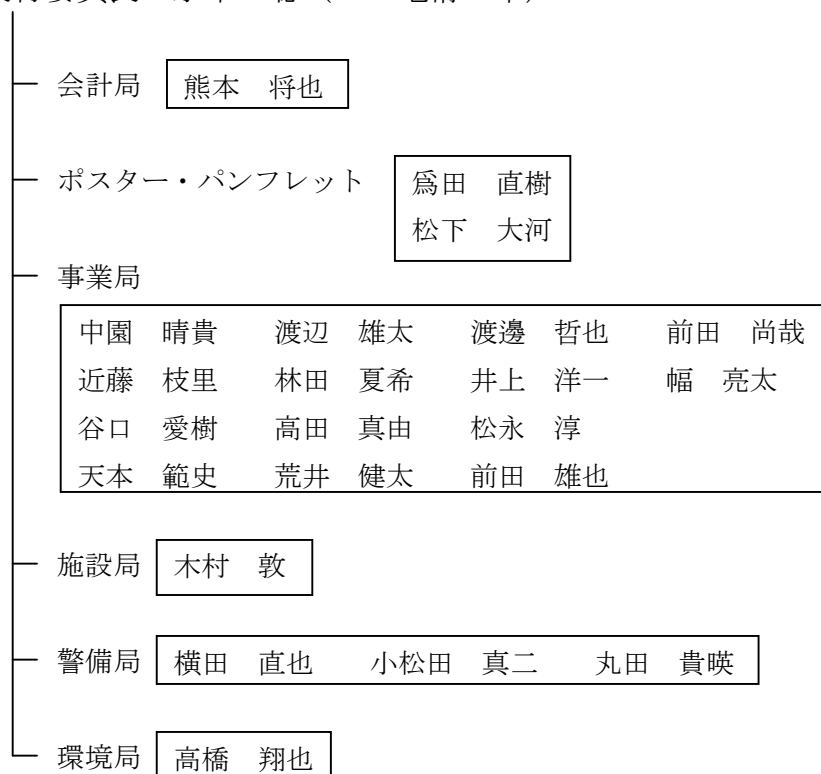 会計局 熊本 将也
ポスター・パンフレット 爲田 直樹
松下 大河
事業局
中園 晴貴 渡辺 雄太 渡邊 哲也 前田 尚哉
近藤 枝里 林田 夏希 井上 洋一 幅 亮太
谷口 愛樹 高田 真由 松永 淳
天本 範史 荒井 健太 前田 雄也
施設局 木村 敦
警備局 横田 直也 小松田 真二 丸田 貴暎
環境局 高橋 翔也